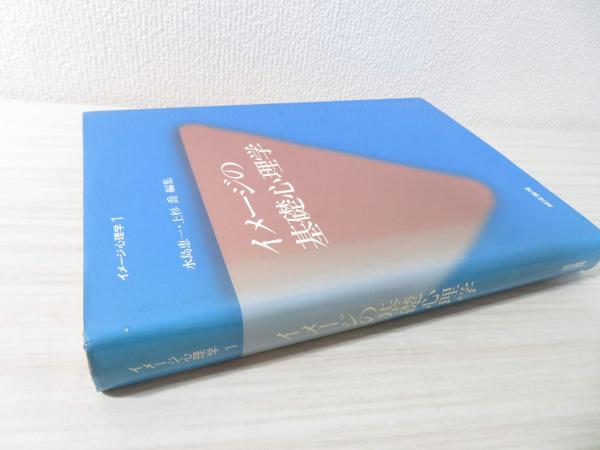 イメージ心理学1
水島恵一・上杉 喬 編集
イメージの
基礎心理学
イメージ心理学 1
イメージの基礎心理学